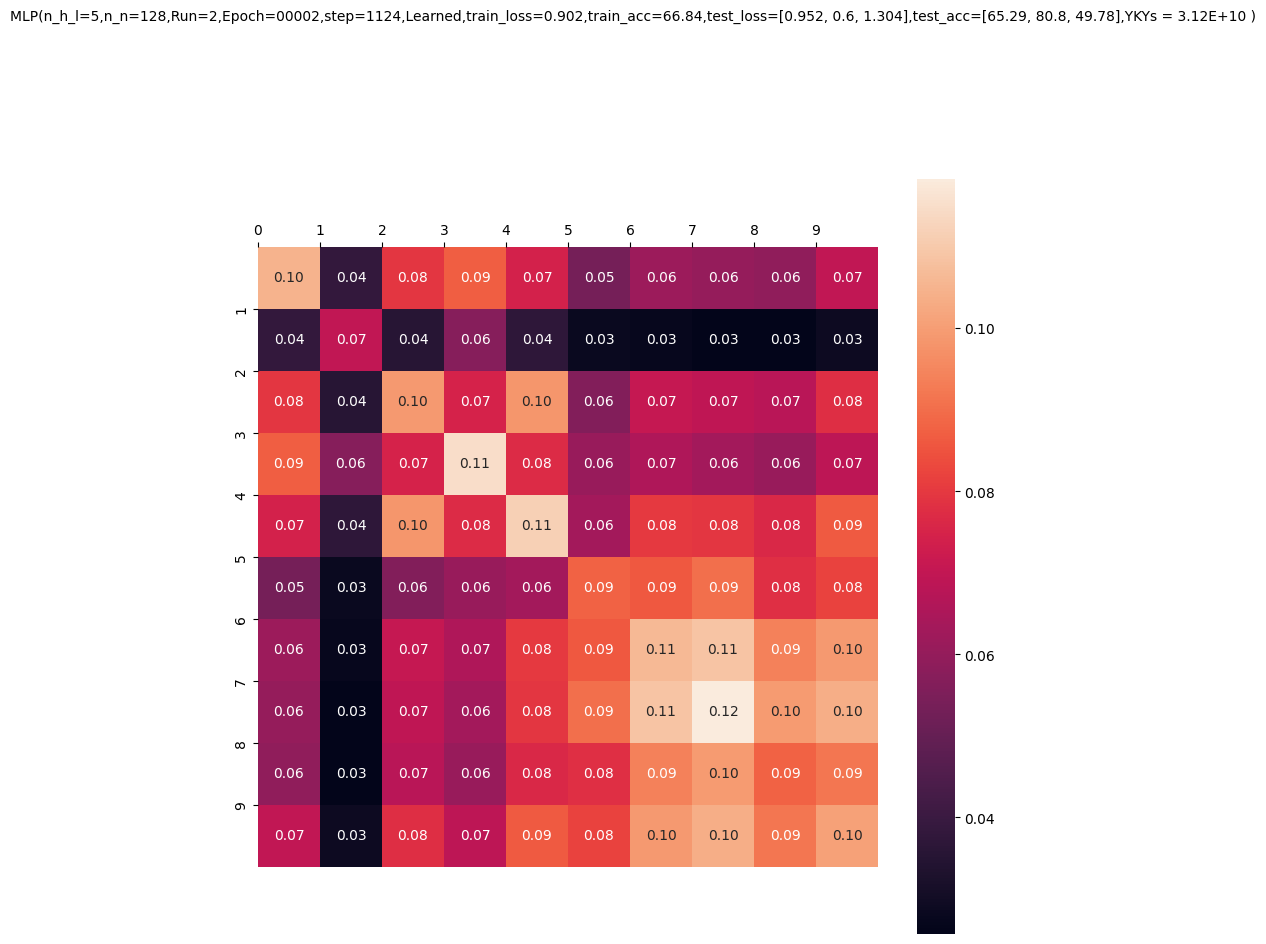 MLP(n_h_l=5,n_n=128,Run=2,Epoch=00002,step=1124,Learned,train_loss=0.902,train_acc=66.84,test_loss=[0.952, 0.6, 1.304],test_acc=[65.29, 80.8, 49.78],YKYs = 3.12E+10 )
0 1 2 3 4 5 6 7 8 9
0.10 0.04 0.08 0.09 0.07 0.05 0.06 0.06 0.06 0.07
1
0.04 0.07 0.04 0.06 0.04 0.03 0.03 0.03 0.03 0.03
2
0.08 0.04 0.10 0.07 0.10 0.06 0.07 0.07 0.07 0.08
3
0.09 0.06 0.07 0.11 0.08 0.06 0.07 0.06 0.06 0.07
4
0.07 0.04 0.10 0.08 0.11 0.06 0.08 0.08 0.08 0.09
5
0.05 0.03 0.06 0.06 0.06 0.09 0.09 0.09 0.08 0.08
6
0.06 0.03 0.07 0.07 0.08 0.09 0.11 0.11 0.09 0.10
7
0.06 0.03 0.07 0.06 0.08 0.09 0.11 0.12 0.10 0.10
8
0.06 0.03 0.07 0.06 0.08 0.08 0.09 0.10 0.09 0.09
9
0.07 0.03 0.08 0.07 0.09 0.08 0.10 0.10 0.09 0.10
0.10
0.08
0.06
0.04